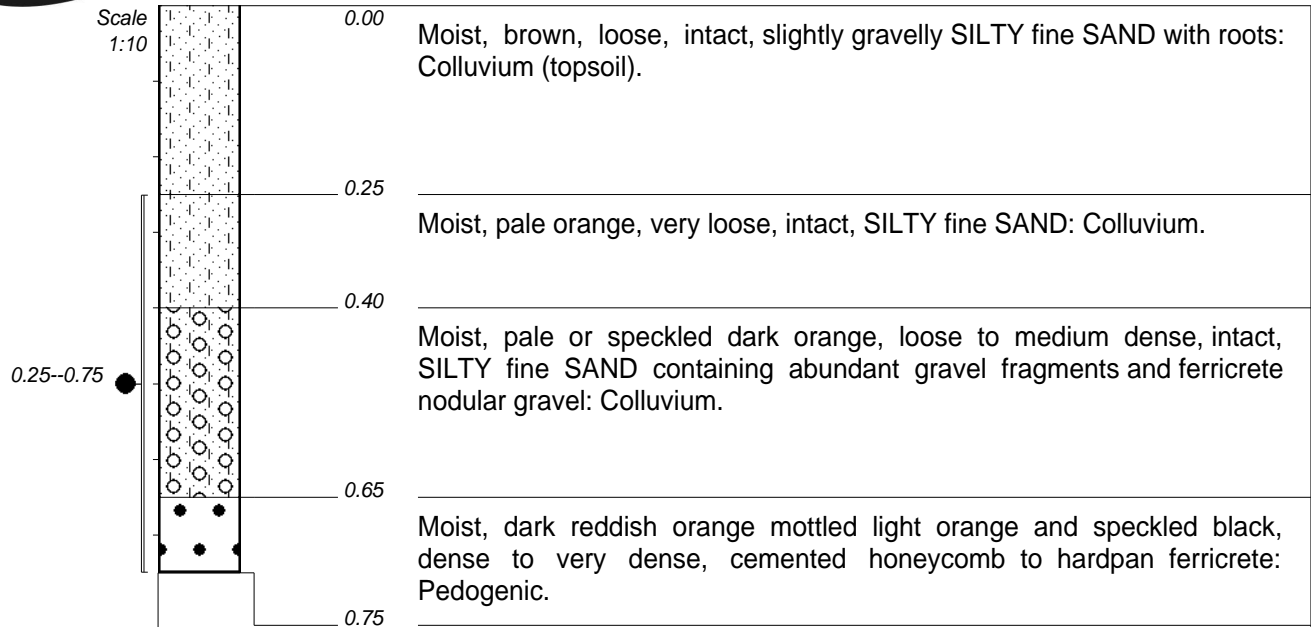 Scale
1:10
0.00
Moist, brown, loose, intact, slightly gravelly SILTY fine SAND with roots:
Colluvium (topsoil).
0.25
Moist, pale orange, very loose, intact, SILTY fine SAND: Colluvium.
0.40
Moist, pale or speckled dark orange, loose to medium dense, intact,
SILTY fine SAND containing abundant gravel fragments and ferricrete
nodular gravel: Colluvium.
0.25--0.75
0.65
Moist, dark reddish orange mottled light orange and speckled black,
dense to very dense, cemented honeycomb to hardpan ferricrete:
Pedogenic.
0.75